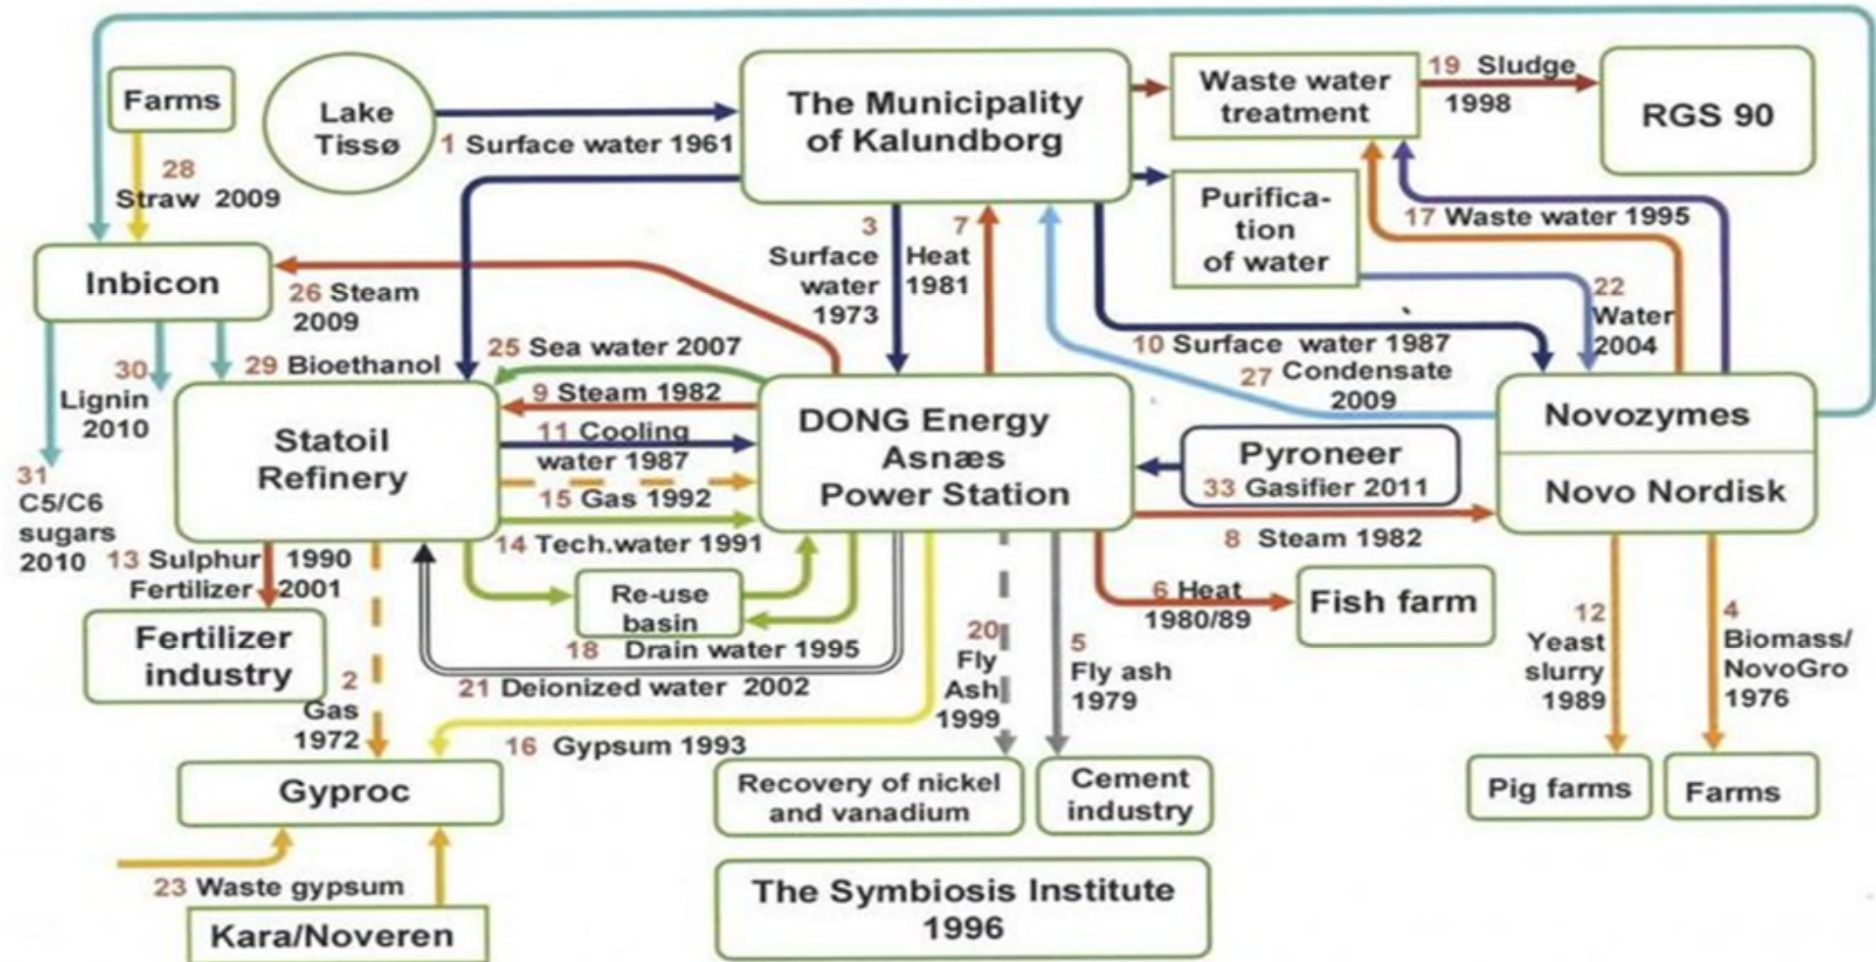 Farms
28
Straw 2009
Lake
Tissø
1 Surface water 1961
The Municipality
of Kalundborg
Waste water
treatment
19 Sludge
1998
RGS 90
Purifica-
tion
of water
17 Waste water 1995
3
Surface
water
1973
7
Heat
1981
22
Water
2004
Inbicon
26 Steam
2009
25 Sea water 2007
10 Surface water 1987
27 Condensate
2009
30
Lignin
2010
29 Bioethanol
9 Steam 1982
11 Cooling
water 1987
15 Gas 1992
14 Tech.water 1991
Statoil
Refinery
DONG Energy
Asnæs
Power Station
Pyroneer
33 Gasifier 2011
Novozymes
Novo Nordisk
8 Steam 1982
31
C5/C6
sugars
2010
13 Sulphur 1990
Fertilizer 2001
Fertilizer
industry
Re-use
basin
18 Drain water 1995
21 Deionized water 2002
6 Heat
1980/89
Fish farm
2
Gas
1972
16 Gypsum 1993
20
Fly
Ash
1999
5
Fly ash
1979
12
Yeast
slurry
1989
4
Biomass/
NovoGro
1976
Gyproc
Recovery of nickel
and vanadium
Cement
industry
Pig farms
Farms
23 Waste gypsum
Kara/Noveren
The Symbiosis Institute
1996